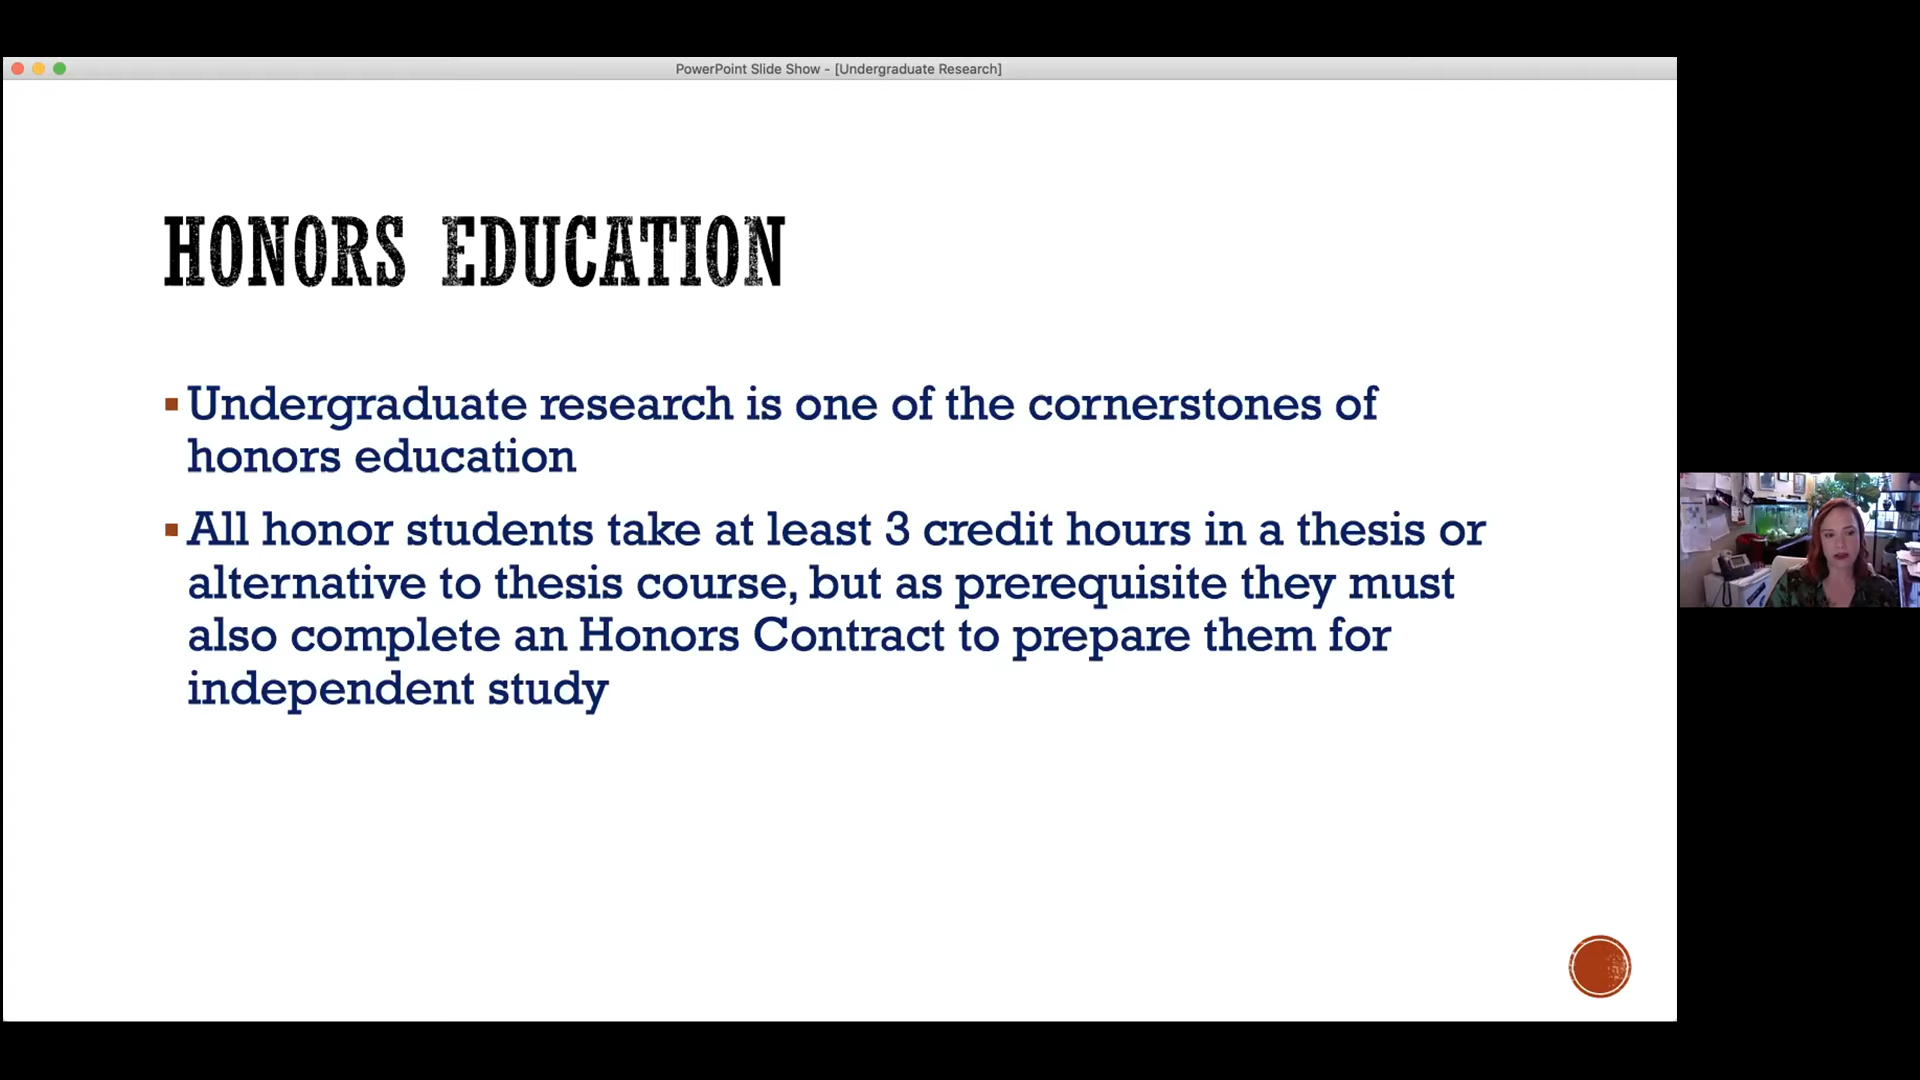 PowerPoint Slide Show - [Undergraduate Research]
HONORS EDUCATION
Undergraduate research is one of the cornerstones of
honors education
All honor students take at least 3 credit hours in a thesis or
alternative to thesis course, but as prerequisite they must
also complete an Honors Contract to prepare them for
independent study